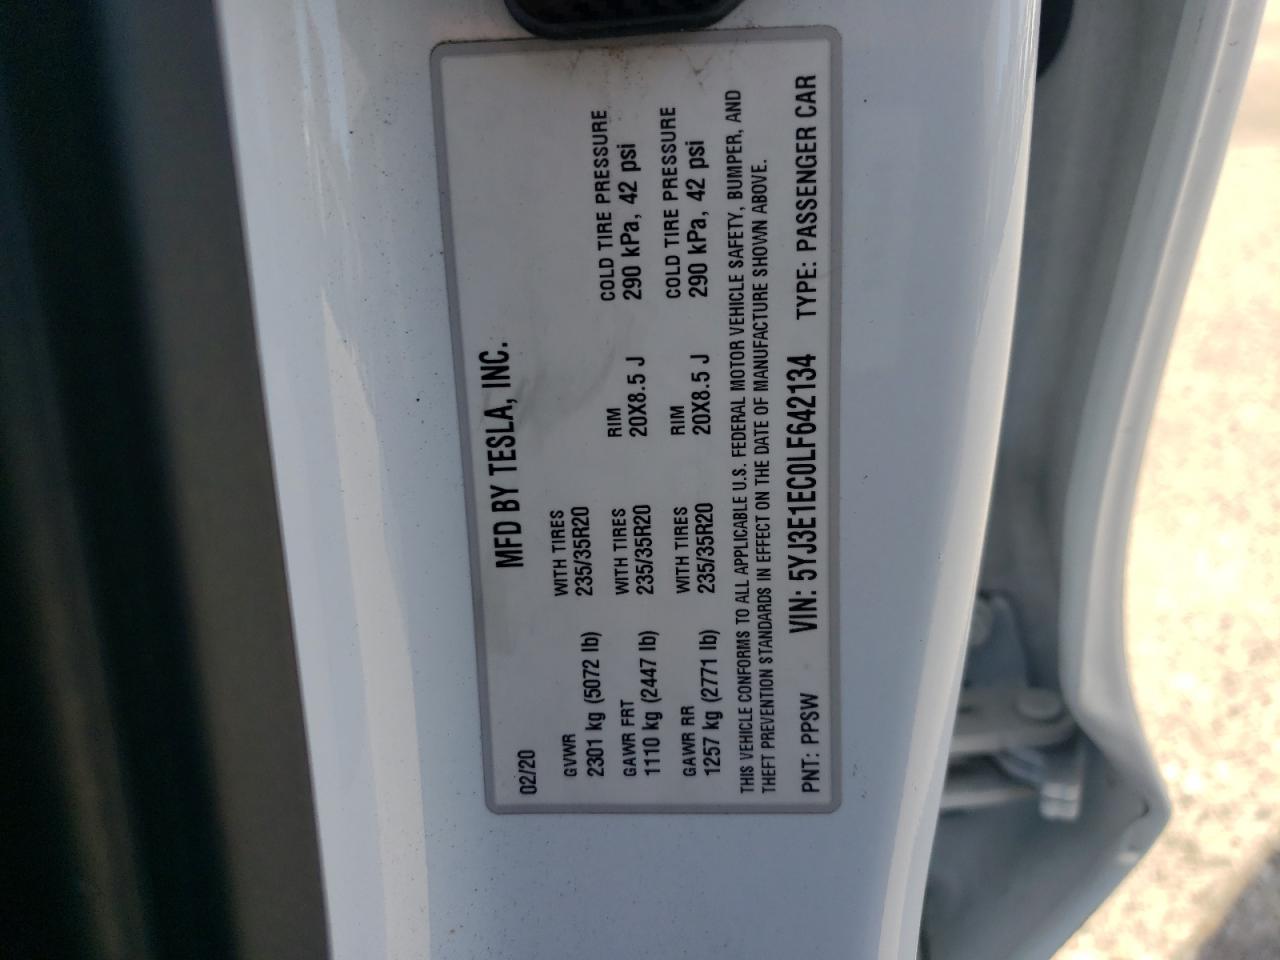 MFD BY TESLA, INC.
02/20
GVWR WITH TIRES
2301 kg (5072 lb) 235/35R20
GAWR FRT WITH TIRES RIM COLD TIRE PRESSURE
1110 kg (2447 lb) 235/35R20 20X8.5 J 290 kPa, 42 psi
GAWR RR WITH TIRES RIM COLD TIRE PRESSURE
1257 kg (2771 lb) 235/35R20 20X8.5 J 290 kPa, 42 psi
THIS VEHICLE CONFORMS TO ALL APPLICABLE U.S. FEDERAL MOTOR VEHICLE SAFETY, BUMPER, AND
THEFT PREVENTION STANDARDS IN EFFECT ON THE DATE OF MANUFACTURE SHOWN ABOVE.
PNT: PPSW VIN: 5YJ3E1EC0LF642134 TYPE: PASSENGER CAR